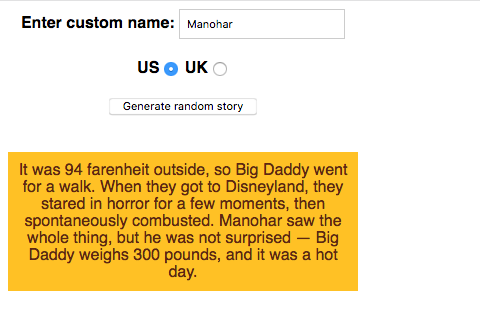 Enter custom name: Manohar
US UK
Generate random story
It was 94 farenheit outside, so Big Daddy went
for a walk. When they got to Disneyland, they
stared in horror for a few moments, then
spontaneously combusted. Manohar saw the
whole thing, but he was not surprised — Big
Daddy weighs 300 pounds, and it was a hot
day.